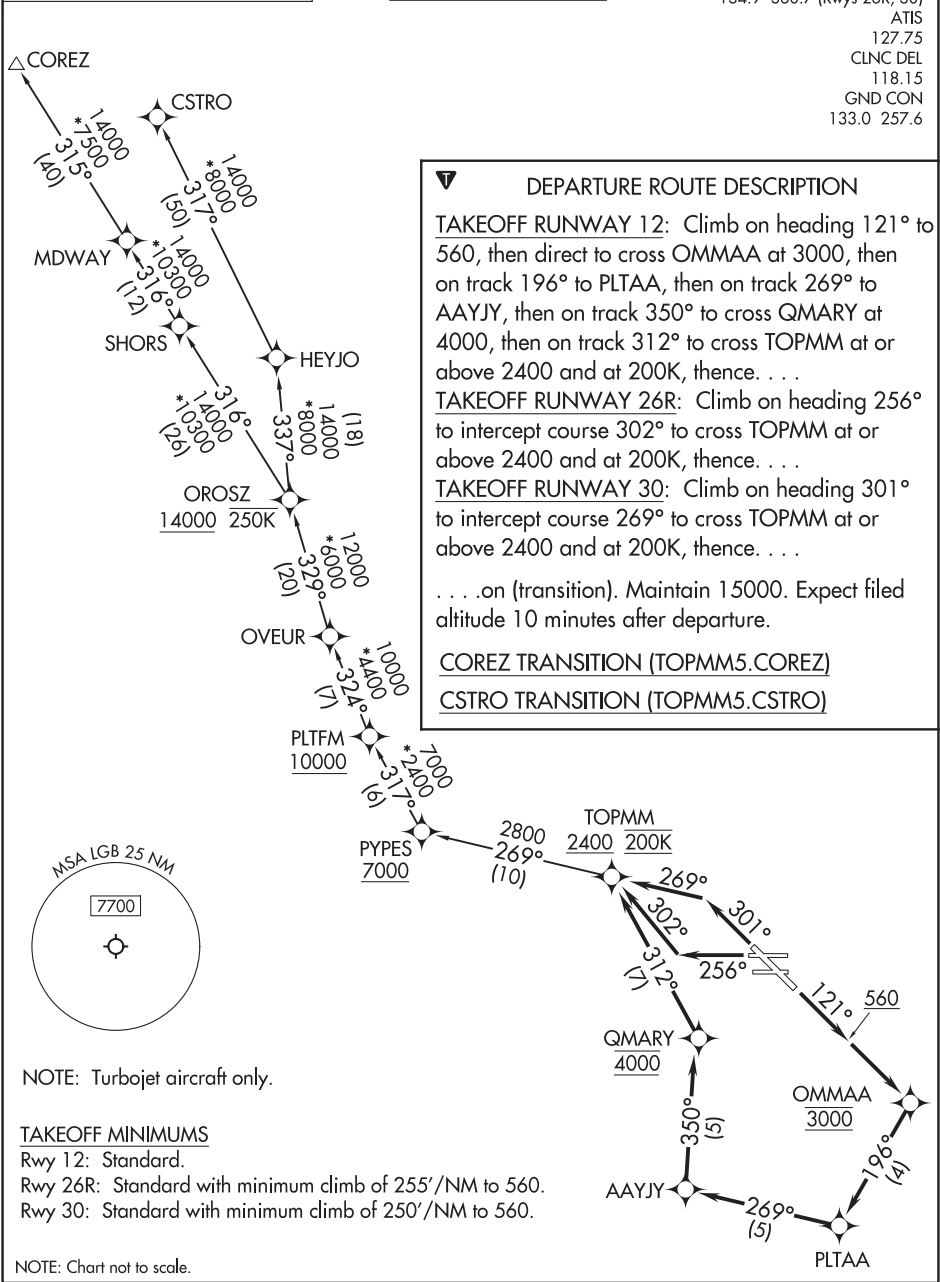 134.9 360.7 (Rwys 26R, 30)
ATIS
127.75
CLNC DEL
118.15
GND CON
133.0 257.6
COREZ
CSTRO
14000
*7500
315°
(40)
14000
*8000
317°
(50)
MDWAY
14000
*10300
316°
(12)
SHORS
HEYJO
14000
*10300
316°
(26)
(18)
14000
*8000
337°
OROSZ
14000 250K
12000
*6000
329°
(20)
OVEUR
10000
*4400
324°
(7)
PLTFM
10000
7000
*2400
317°
(6)
PYPES
7000
2800
269°
(10)
TOPMM
2400 200K
T
DEPARTURE ROUTE DESCRIPTION
TAKEOFF RUNWAY 12: Climb on heading 121° to
560, then direct to cross OMMAA at 3000, then
on track 196° to PLTAA, then on track 269° to
AAYJY, then on track 350° to cross QMARY at
4000, then on track 312° to cross TOPMM at or
above 2400 and at 200K, thence. . . .
TAKEOFF RUNWAY 26R: Climb on heading 256°
to intercept course 302° to cross TOPMM at or
above 2400 and at 200K, thence. . . .
TAKEOFF RUNWAY 30: Climb on heading 301°
to intercept course 269° to cross TOPMM at or
above 2400 and at 200K, thence. . . .
. . . .on (transition). Maintain 15000. Expect filed
altitude 10 minutes after departure.
COREZ TRANSITION (TOPMM5.COREZ)
CSTRO TRANSITION (TOPMM5.CSTRO)
269°
301°
302°
256°
312°
(7)
121°
560
QMARY
4000
OMMAA
3000
350°
(5)
196°
(4)
AAYJY
269°
(5)
PLTAA
MSA LGB 25 NM
7700
NOTE: Turbojet aircraft only.
TAKEOFF MINIMUMS
Rwy 12: Standard.
Rwy 26R: Standard with minimum climb of 255'/NM to 560.
Rwy 30: Standard with minimum climb of 250'/NM to 560.
NOTE: Chart not to scale.